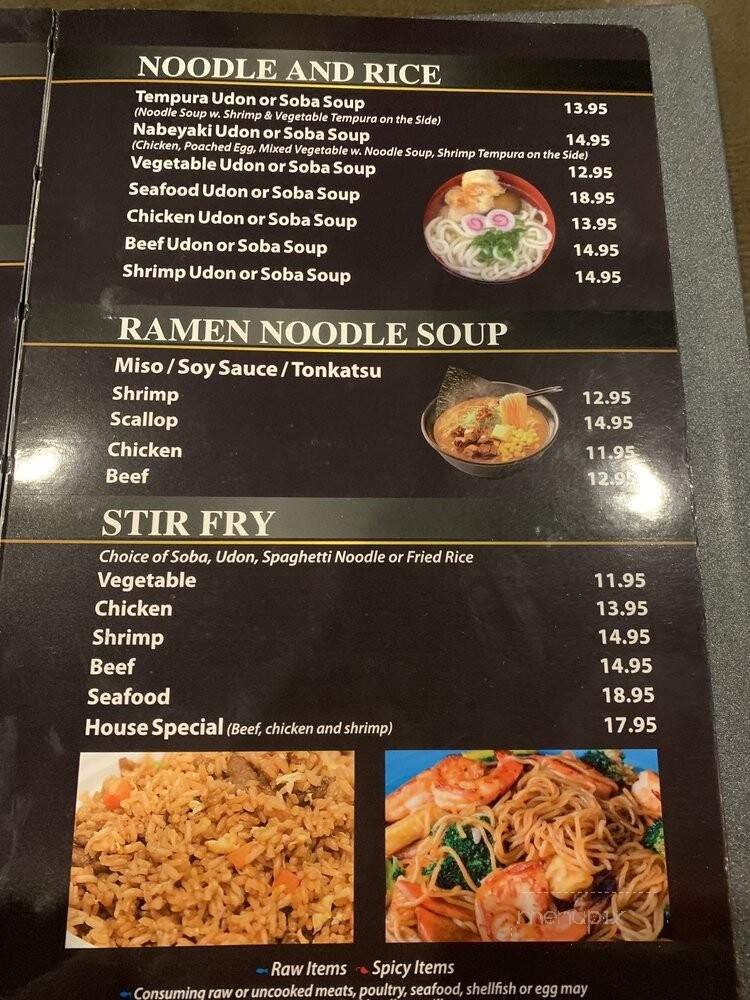 NOODLE AND RICE
Tempura Udon or Soba Soup 13.95
(Noodle Soup w. Shrimp & Vegetable Tempura on the Side)
Nabeyaki Udon or Soba Soup 14.95
(Chicken, Poached Egg, Mixed Vegetable w. Noodle Soup, Shrimp Tempura on the Side)
Vegetable Udon or Soba Soup 12.95
Seafood Udon or Soba Soup 18.95
Chicken Udon or Soba Soup 13.95
Beef Udon or Soba Soup 14.95
Shrimp Udon or Soba Soup 14.95
RAMEN NOODLE SOUP
Miso / Soy Sauce / Tonkatsu
Shrimp 12.95
Scallop 14.95
Chicken 11.95
Beef 12.95
STIR FRY
Choice of Soba, Udon, Spaghetti Noodle or Fried Rice
Vegetable 11.95
Chicken 13.95
Shrimp 14.95
Beef 14.95
Seafood 18.95
House Special (Beef, chicken and shrimp) 17.95
menupix
Raw Items Spicy Items
Consuming raw or uncooked meats, poultry, seafood, shellfish or egg may